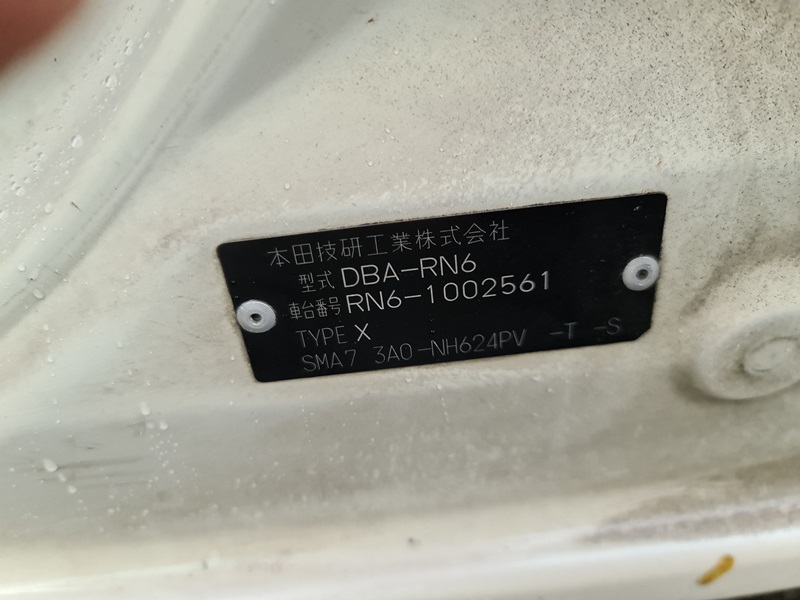 本田技研工業株式会社
型式 DBA-RN6
車台番号 RN6-1002561
TYPE X
SMA7 3A0-NH624PV -T -S